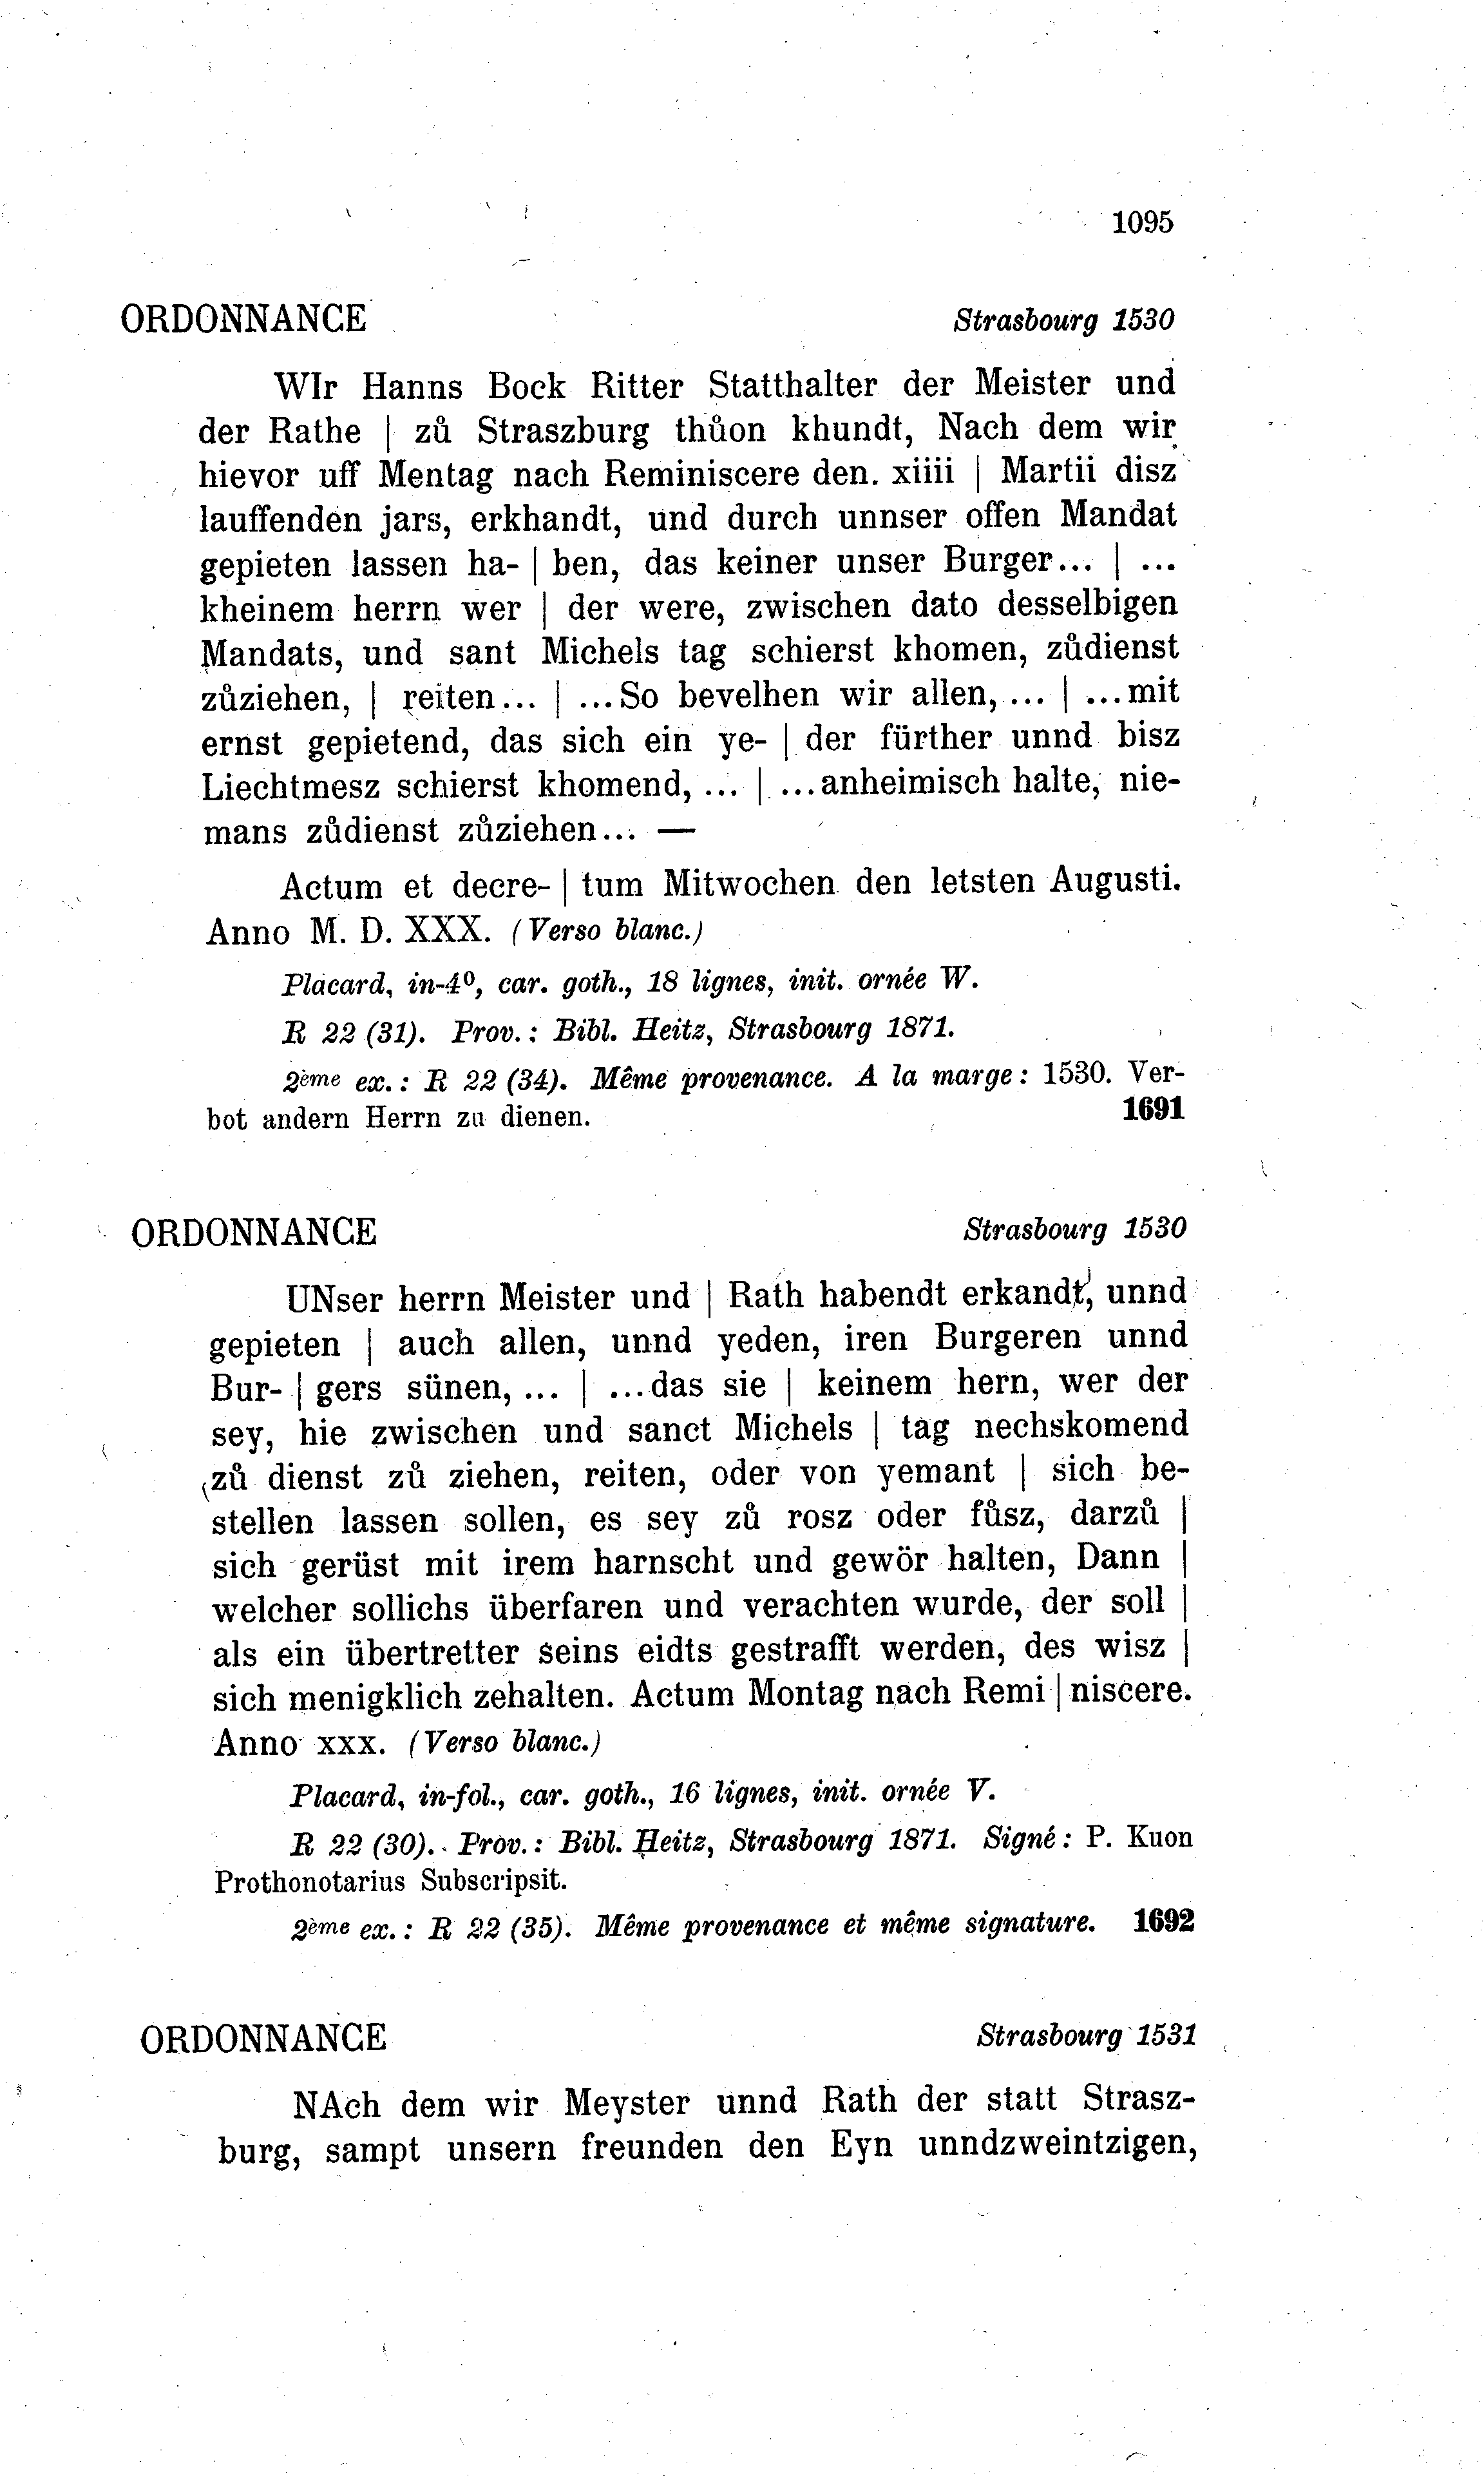 1095
ORDONNANCE Strasbourg 1530
WIr Hanns Bock Ritter Statthalter der Meister und
der Rathe | zů Straszburg thůon khundt, Nach dem wir
hievor uff Mentag nach Reminiscere den. xiiii | Martii disz
lauffenden jars, erkhandt, und durch unnser offen Mandat
gepieten lassen ha- | ben, das keiner unser Burger... | ...
kheinem herrn wer | der were, zwischen dato desselbigen
Mandats, und sant Michels tag schierst khomen, zůdienst
zůziehen, | reiten... | ...So bevelhen wir allen, ... | ...mit
ernst gepietend, das sich ein ye- | der fürther unnd bisz
Liechtmesz schierst khomend, ... | ...anheimisch halte, nie-
mans zůdienst zůziehen... —
Actum et decre- | tum Mitwochen den letsten Augusti.
Anno M. D. XXX. (Verso blanc.)
Placard, in-4º, car. goth., 18 lignes, init. ornée W.
R 22 (31). Prov.: Bibl. Heitz, Strasbourg 1871.
2ème ex.: R 22 (34). Même provenance. A la marge: 1530. Ver-
bot andern Herrn zu dienen. 1691
ORDONNANCE Strasbourg 1530
UNser herrn Meister und | Rath habendt erkandt, unnd
gepieten | auch allen, unnd yeden, iren Burgeren unnd
Bur- | gers sünen, ... | ...das sie | keinem hern, wer der
sey, hie zwischen und sanct Michels | tag nechskomend
zů dienst zů ziehen, reiten, oder von yemant | sich be-
stellen lassen sollen, es sey zů rosz oder fůsz, darzů |
sich gerüst mit irem harnscht und gewör halten, Dann |
welcher sollichs überfaren und verachten wurde, der soll |
als ein übertretter seins eidts gestrafft werden, des wisz |
sich menigklich zehalten. Actum Montag nach Remi | niscere.
Anno xxx. (Verso blanc.)
Placard, in-fol., car. goth., 16 lignes, init. ornée V.
R 22 (30). Prov.: Bibl. Heitz, Strasbourg 1871. Signé: P. Kuon
Prothonotarius Subscripsit.
2ème ex.: R 22 (35). Même provenance et même signature. 1692
ORDONNANCE Strasbourg 1531
NAch dem wir Meyster unnd Rath der statt Strasz-
burg, sampt unsern freunden den Eyn unndzweintzigen,